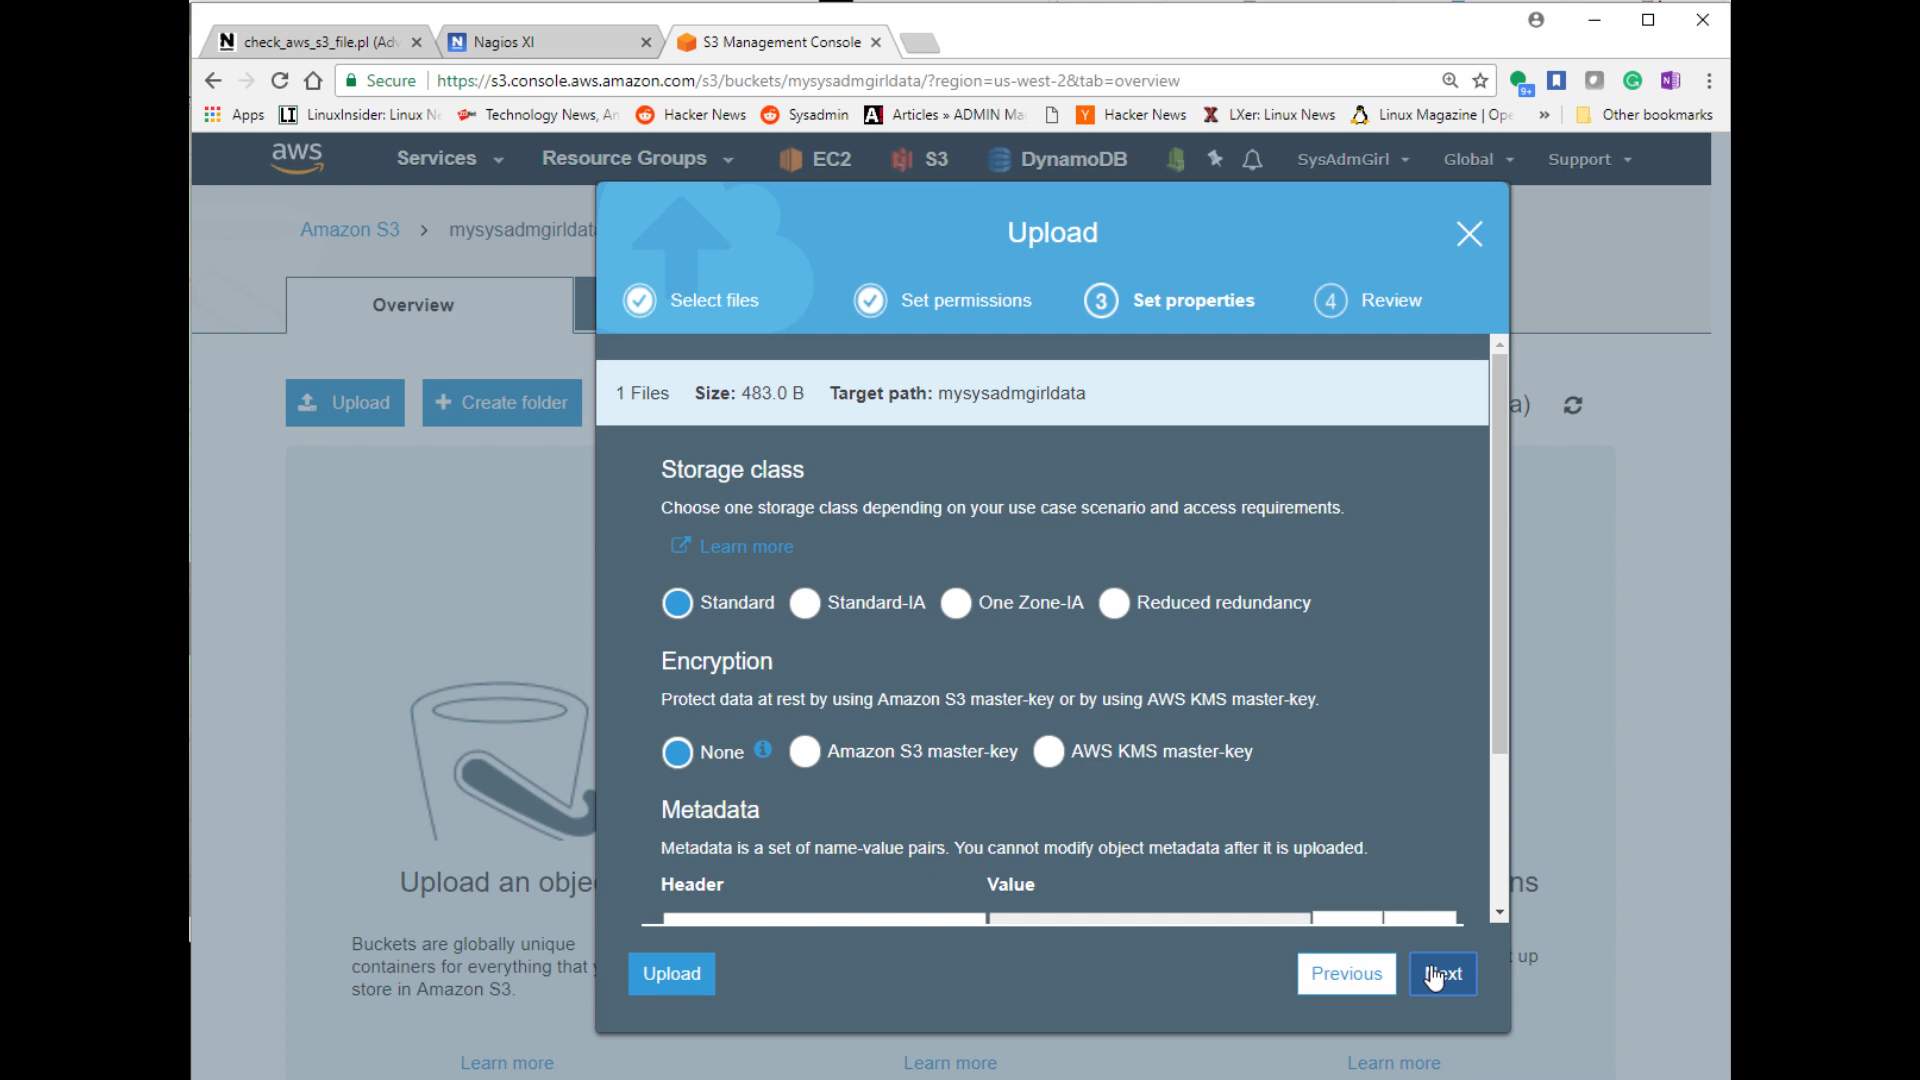 check_aws_s3_file.pl (Adv
Nagios XI
S3 Management Console
Secure
https://s3.console.aws.amazon.com/s3/buckets/mysysadmgirldata/?region=us-west-2&tab=overview
9+
Apps
LinuxInsider: Linux Ne
Technology News, An
Hacker News
Sysadmin
Articles » ADMIN Ma
Hacker News
LXer: Linux News
Linux Magazine | Ope
»
Other bookmarks
aws
Services
Resource Groups
EC2
S3
DynamoDB
SysAdmGirl
Global
Support
Amazon S3 > mysysadmgirldata
Overview
Upload
Create folder
a)
Upload
Select files
Set permissions
3 Set properties
4 Review
1 Files Size: 483.0 B Target path: mysysadmgirldata
Storage class
Choose one storage class depending on your use case scenario and access requirements.
Learn more
Standard
Standard-IA
One Zone-IA
Reduced redundancy
Encryption
Protect data at rest by using Amazon S3 master-key or by using AWS KMS master-key.
None
Amazon S3 master-key
AWS KMS master-key
Metadata
Metadata is a set of name-value pairs. You cannot modify object metadata after it is uploaded.
Header Value
Upload
Previous
Next
Upload an obje
ns
Buckets are globally unique
containers for everything that y
store in Amazon S3.
up
Learn more
Learn more
Learn more